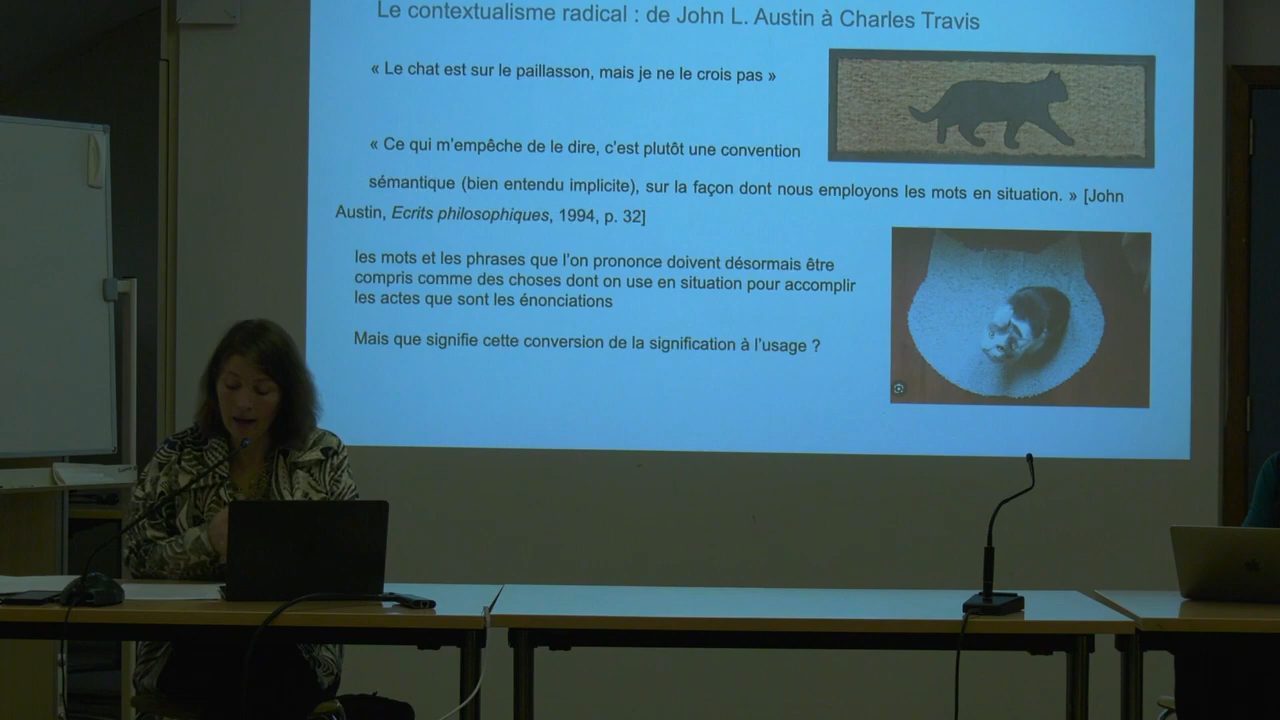 Le contextualisme radical : de John L. Austin à Charles Travis
« Le chat est sur le paillasson, mais je ne le crois pas »
« Ce qui m'empêche de le dire, c'est plutôt une convention
sémantique (bien entendu implicite), sur la façon dont nous employons les mots en situation. » [John
Austin, Ecrits philosophiques, 1994, p. 32]
les mots et les phrases que l'on prononce doivent désormais être
compris comme des choses dont on use en situation pour accomplir
les actes que sont les énonciations
Mais que signifie cette conversion de la signification à l'usage ?